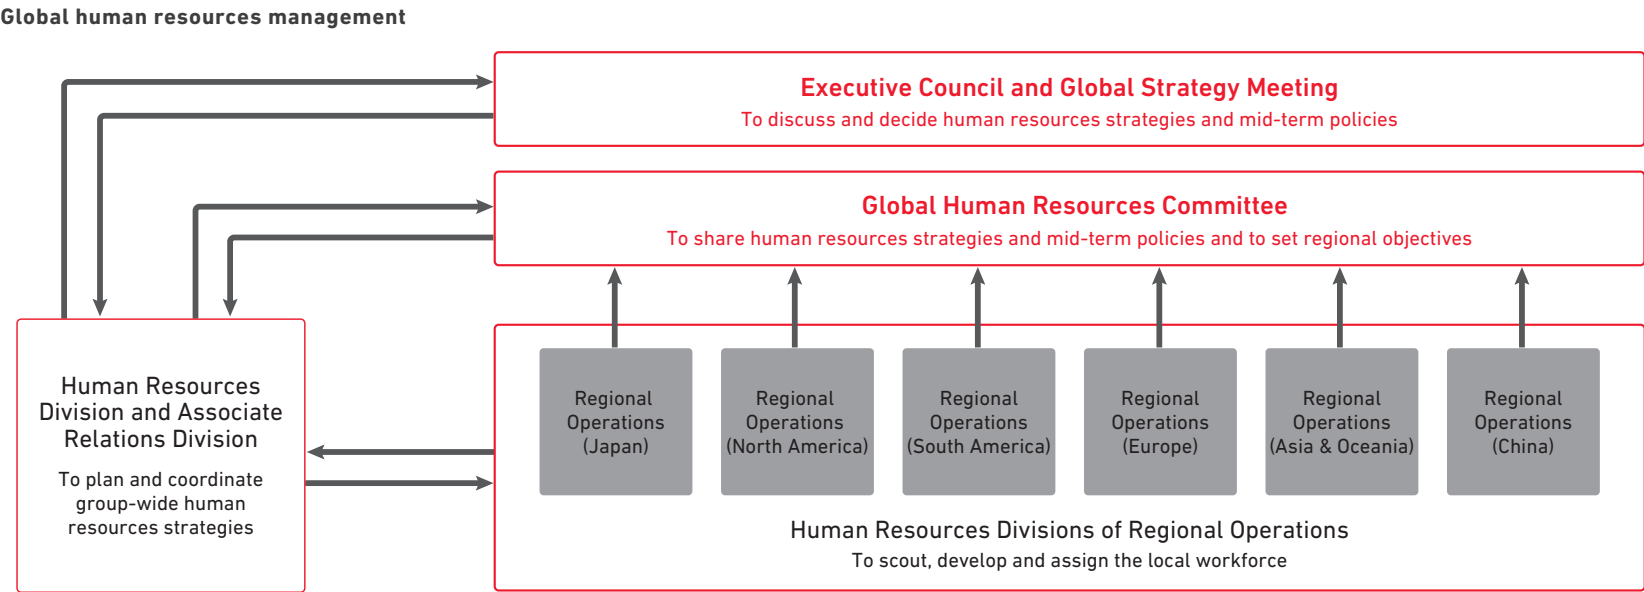 Global human resources management
Executive Council and Global Strategy Meeting
To discuss and decide human resources strategies and mid-term policies
Global Human Resources Committee
To share human resources strategies and mid-term policies and to set regional objectives
Human Resources
Division and Associate
Relations Division
To plan and coordinate
group-wide human
resources strategies
Regional
Operations
(Japan)
Regional
Operations
(North America)
Regional
Operations
(South America)
Regional
Operations
(Europe)
Regional
Operations
(Asia & Oceania)
Regional
Operations
(China)
Human Resources Divisions of Regional Operations
To scout, develop and assign the local workforce